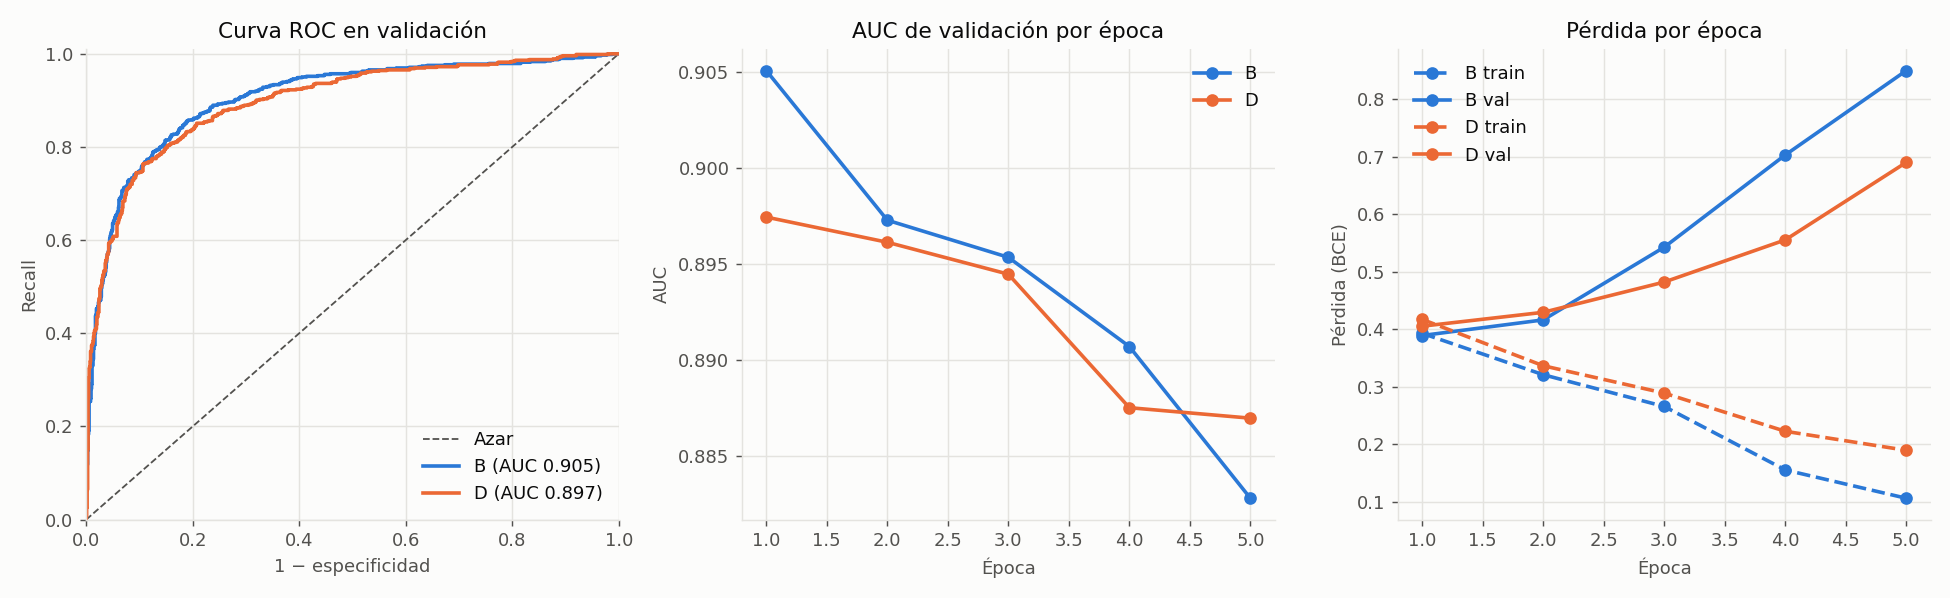 Curva ROC en validación
1.0
0.8
0.6
0.4
0.2
0.0
Recall
0.0 0.2 0.4 0.6 0.8 1.0
1 − especificidad
Azar
B (AUC 0.905)
D (AUC 0.897)
AUC de validación por época
0.905
0.900
0.895
0.890
0.885
AUC
1.0 1.5 2.0 2.5 3.0 3.5 4.0 4.5 5.0
Época
B
D
Pérdida por época
0.8
0.7
0.6
0.5
0.4
0.3
0.2
0.1
Pérdida (BCE)
1.0 1.5 2.0 2.5 3.0 3.5 4.0 4.5 5.0
Época
B train
B val
D train
D val